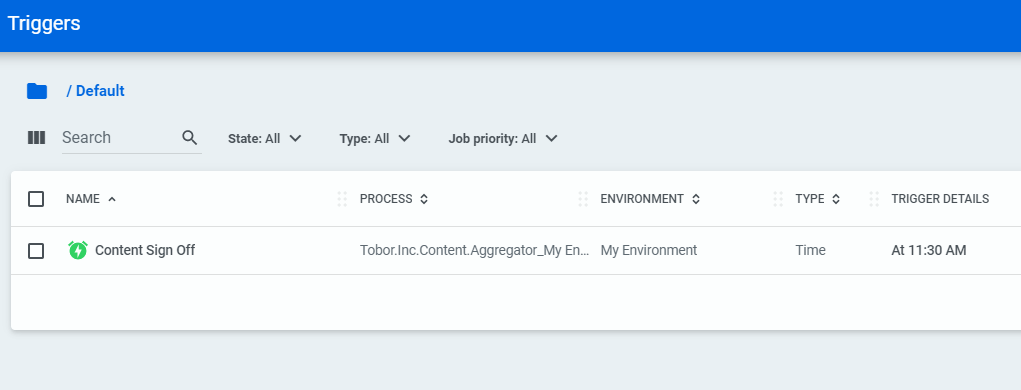 Triggers
/ Default
Search State: All Type: All Job priority: All
NAME PROCESS ENVIRONMENT TYPE TRIGGER DETAILS
Content Sign Off Tobor.Inc.Content.Aggregator_My En... My Environment Time At 11:30 AM